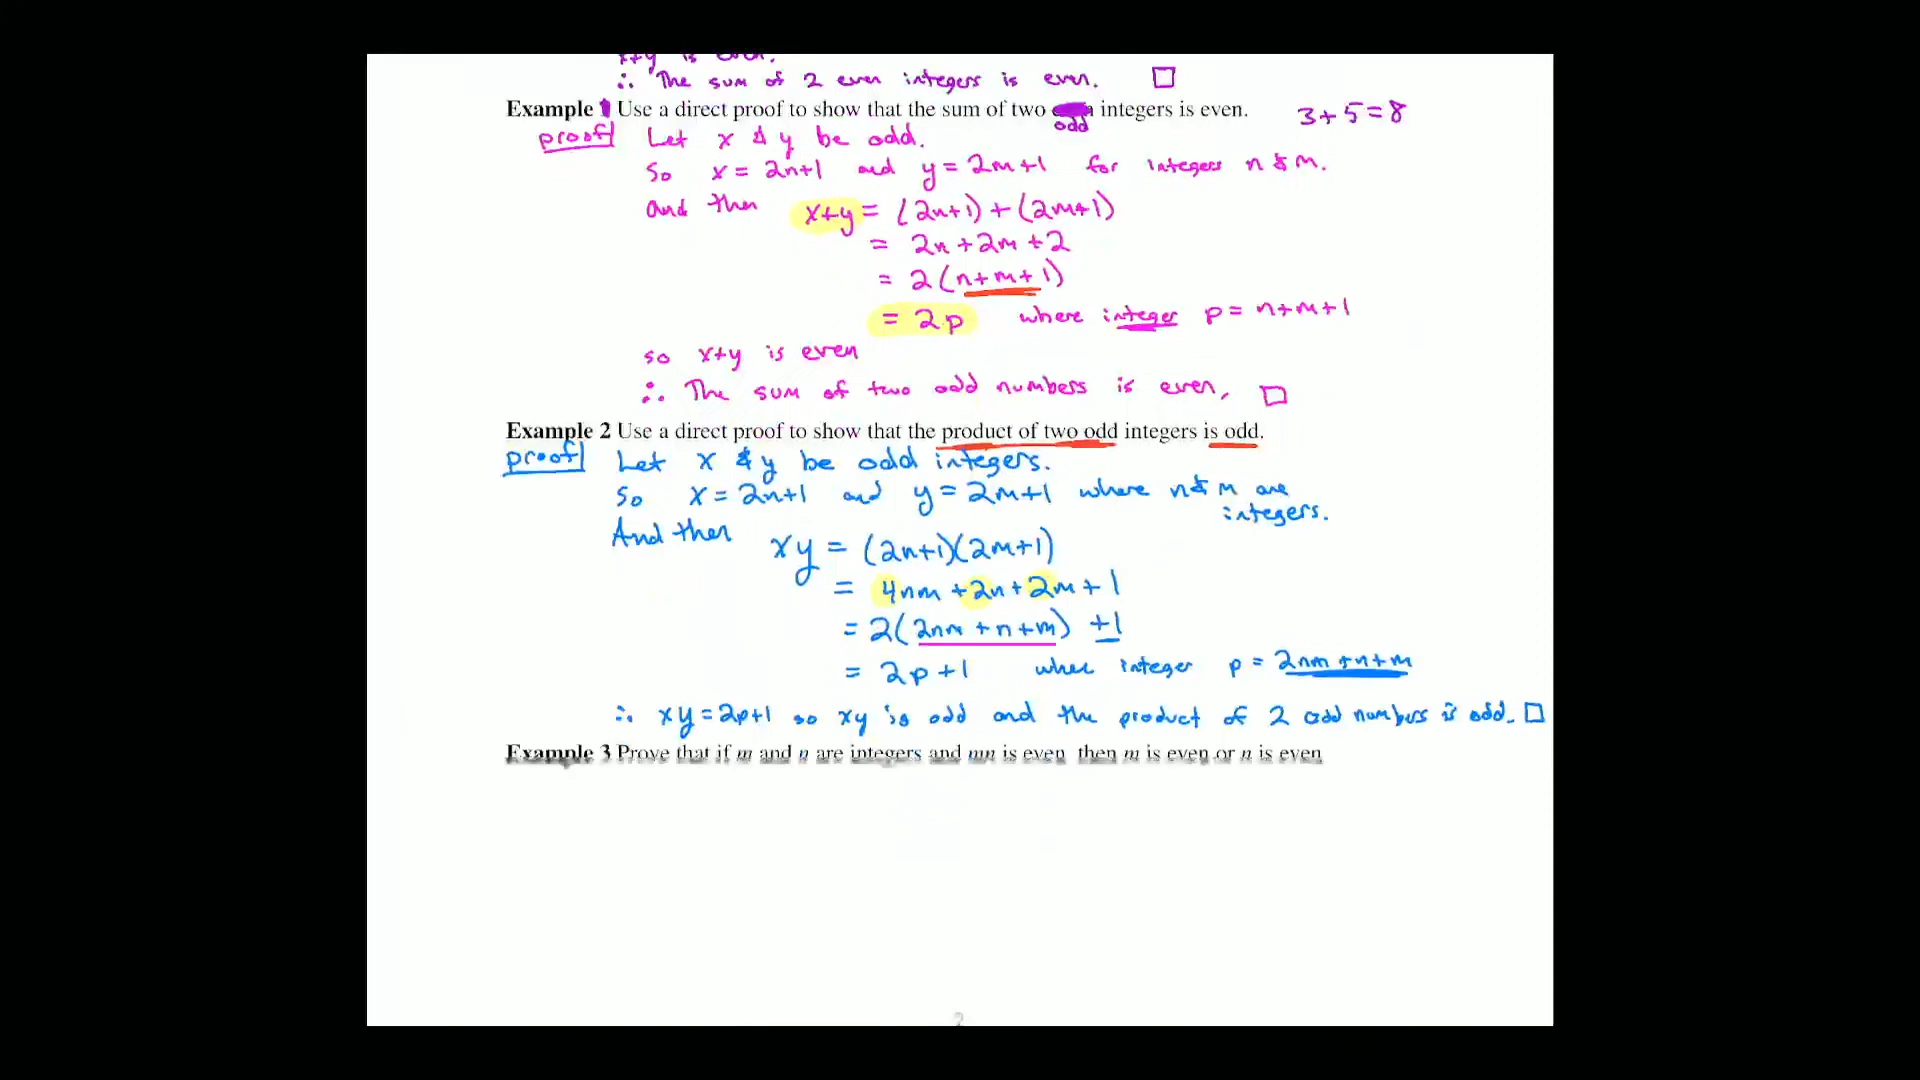 x+y is even.
∴ The sum of 2 even integers is even. □
Example 1 Use a direct proof to show that the sum of two odd integers is even. 3+5=8
proof Let x & y be odd.
So x = 2n+1 and y = 2m+1 for integers n & m.
And then x+y = (2n+1) + (2m+1)
= 2n + 2m + 2
= 2(n+m+1)
= 2p where integer p = n+m+1
so x+y is even
∴ The sum of two odd numbers is even. □
Example 2 Use a direct proof to show that the product of two odd integers is odd.
proof Let x & y be odd integers.
So x = 2n+1 and y = 2m+1 where n & m are
integers.
And then xy = (2n+1)(2m+1)
= 4nm + 2n + 2m + 1
= 2(2nm + n + m) + 1
= 2p + 1 where integer p = 2nm + n + m
∴ xy = 2p+1 so xy is odd and the product of 2 odd numbers is odd. □
Example 3 Prove that if m and n are integers and mn is even, then m is even or n is even
2